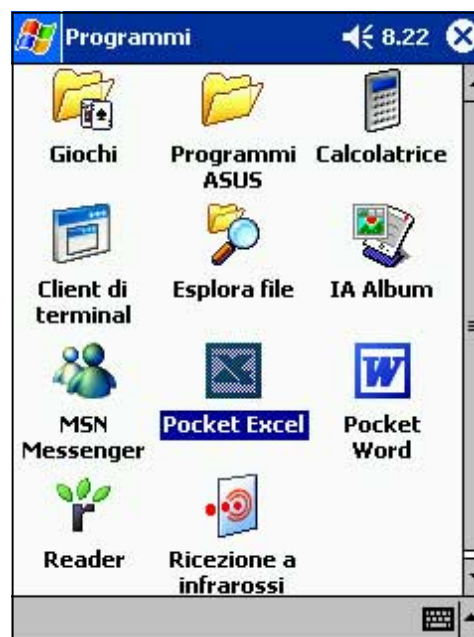 Programmi 8.22
Giochi
Programmi
ASUS
Calcolatrice
Client di
terminal
Esplora file
IA Album
MSN
Messenger
Pocket Excel
Pocket
Word
Reader
Ricezione a
infrarossi